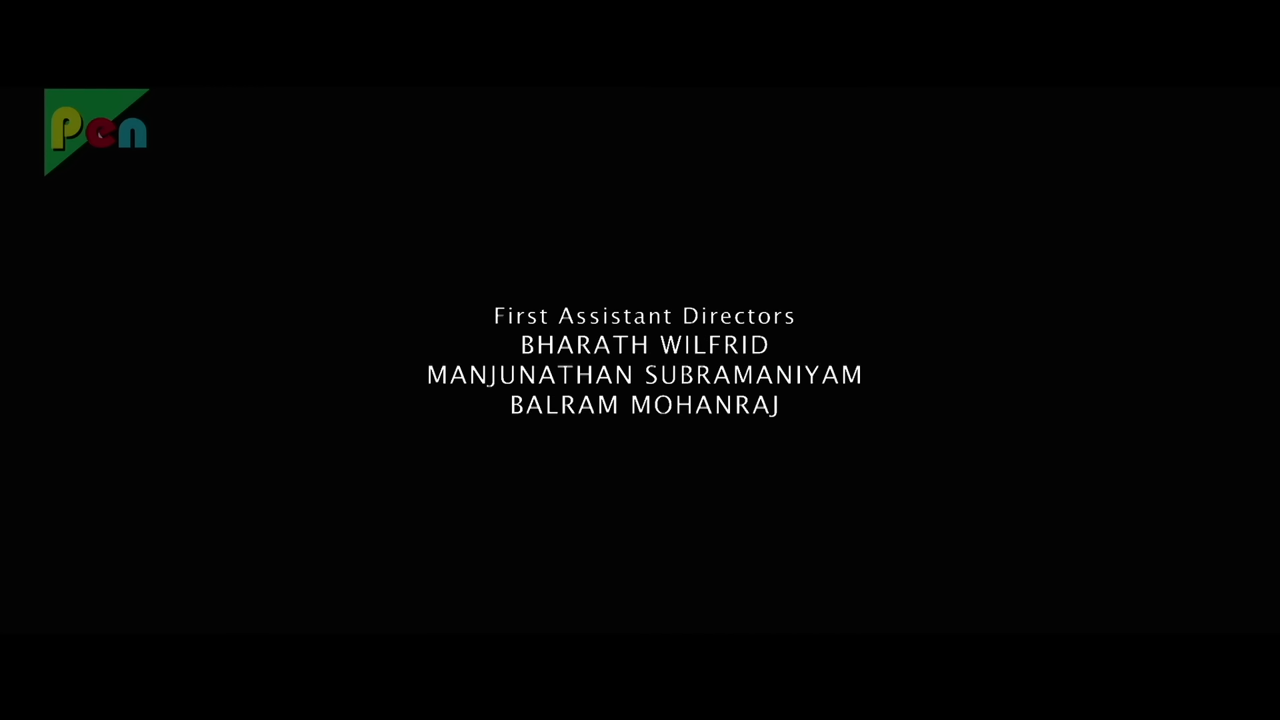 Pen
First Assistant Directors
BHARATH WILFRID
MANJUNATHAN SUBRAMANIYAM
BALRAM MOHANRAJ